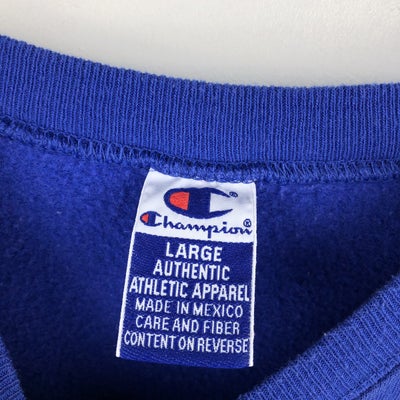 Champion®
LARGE
AUTHENTIC
ATHLETIC APPAREL
MADE IN MEXICO
CARE AND FIBER
CONTENT ON REVERSE